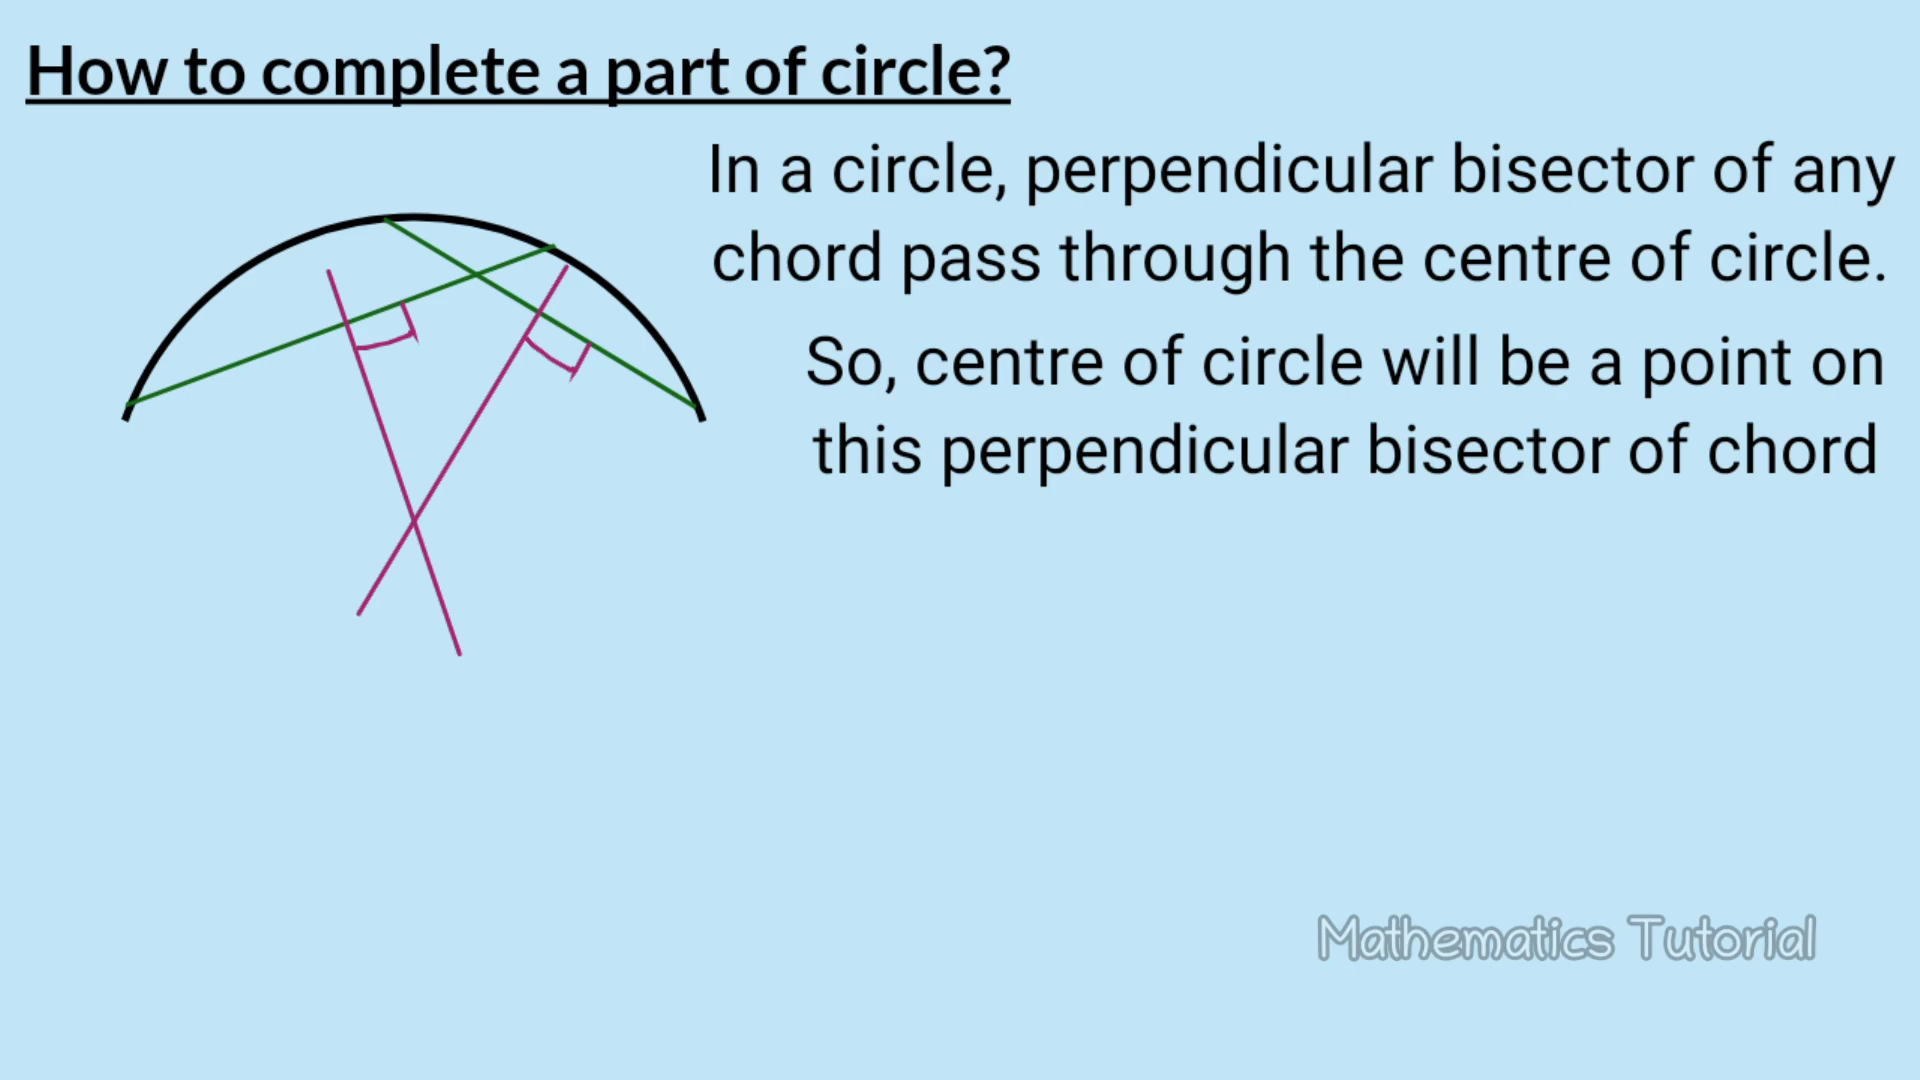 How to complete a part of circle?
In a circle, perpendicular bisector of any
chord pass through the centre of circle.
So, centre of circle will be a point on
this perpendicular bisector of chord
Mathematics Tutorial